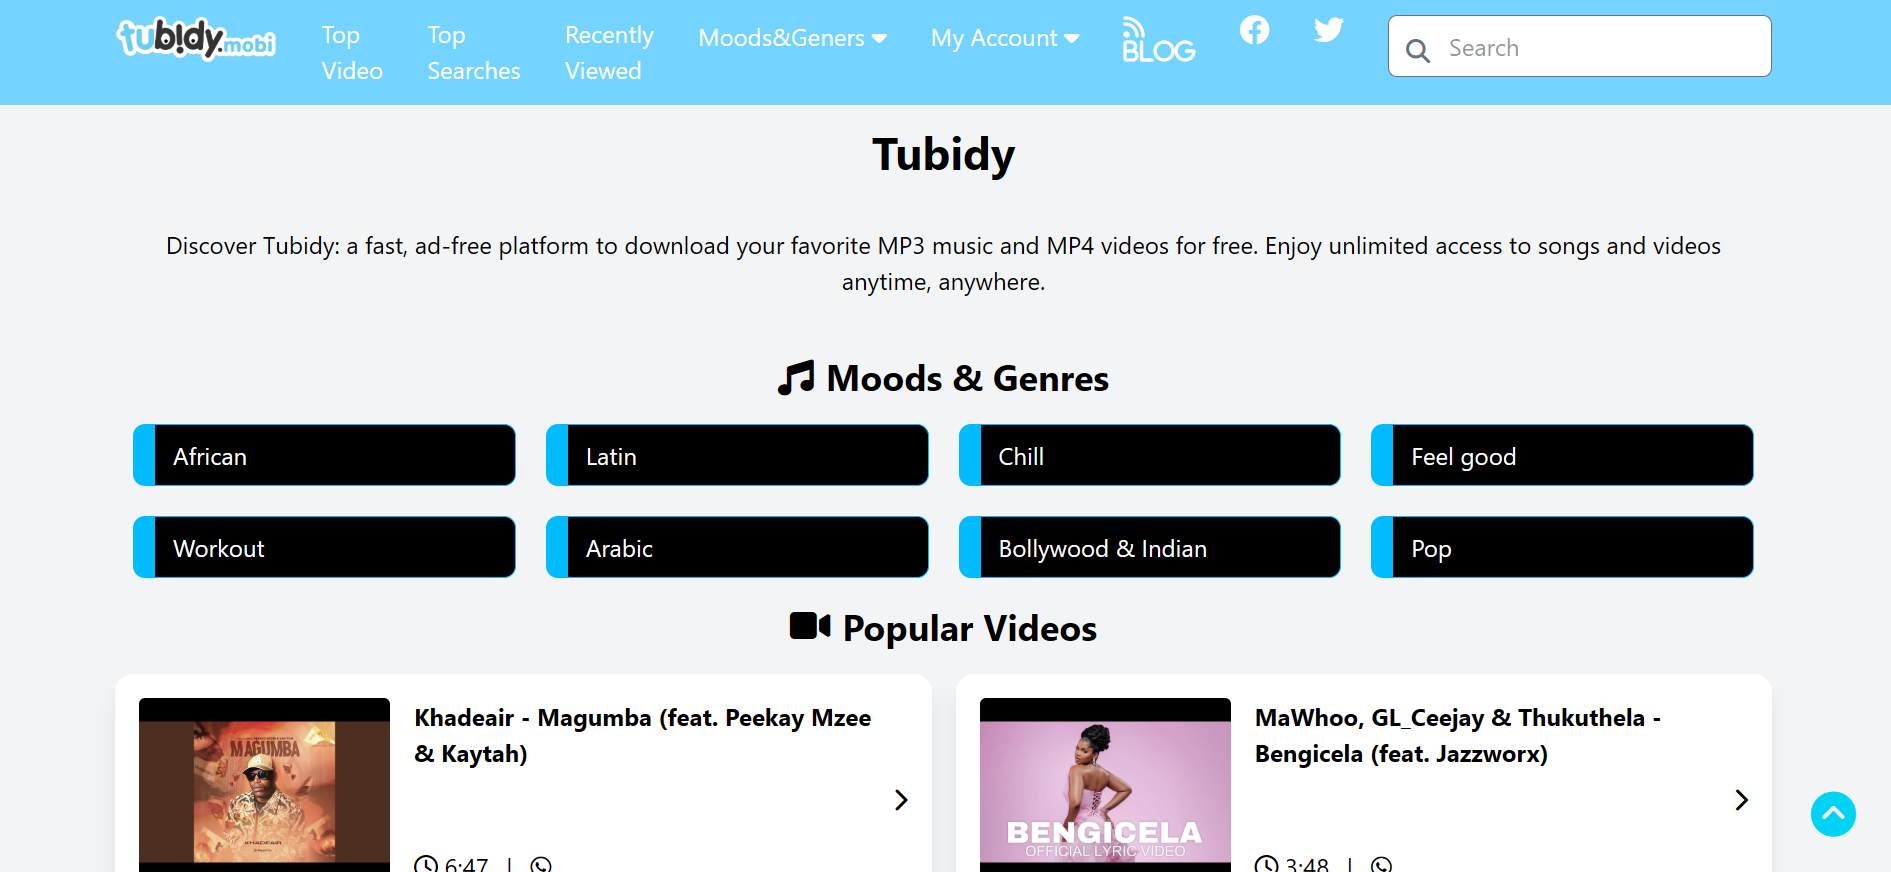 tubidy.mobi
Top Video
Top Searches
Recently Viewed
Moods&Geners
My Account
BLOG
Search
Tubidy
Discover Tubidy: a fast, ad-free platform to download your favorite MP3 music and MP4 videos for free. Enjoy unlimited access to songs and videos
anytime, anywhere.
Moods & Genres
African
Latin
Chill
Feel good
Workout
Arabic
Bollywood & Indian
Pop
Popular Videos
MAGUMBA
KHADEAIR
Khadeair - Magumba (feat. Peekay Mzee
& Kaytah)
6:47 |
BENGICELA
OFFICIAL LYRIC VIDEO
MaWhoo, GL_Ceejay & Thukuthela -
Bengicela (feat. Jazzworx)
3:48 |